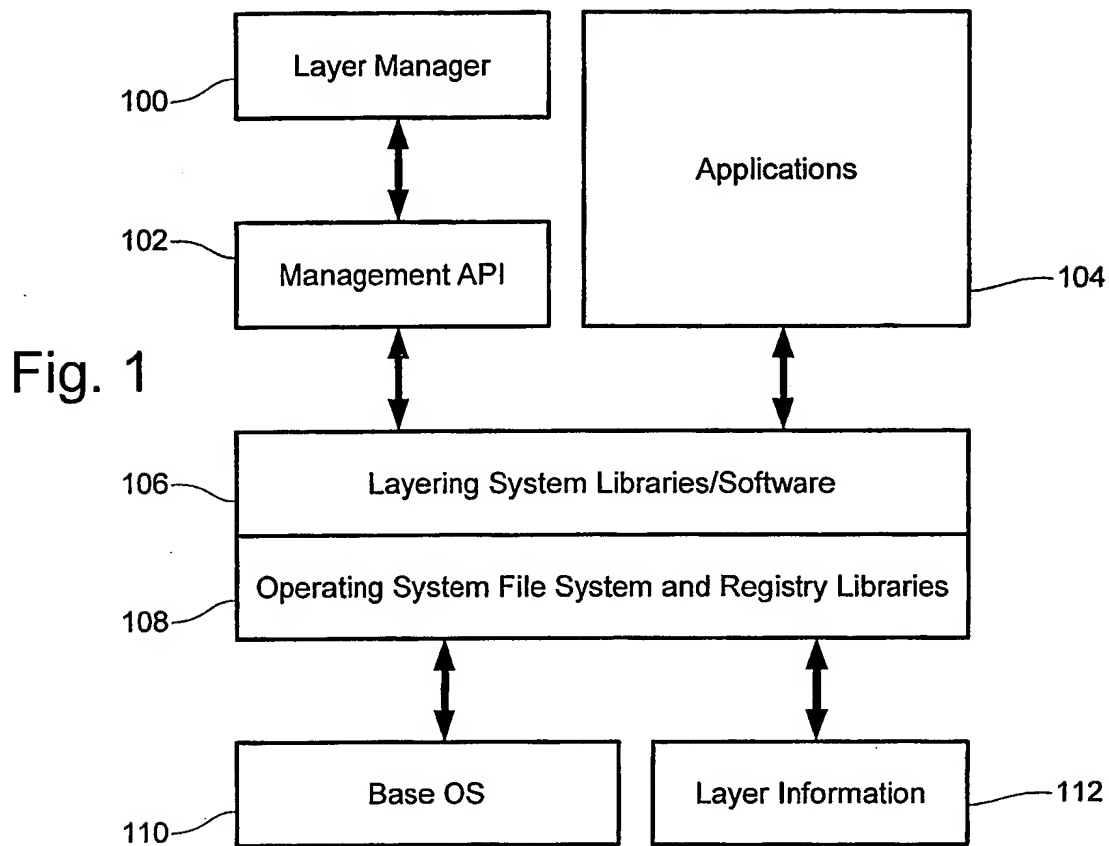 Layer Manager
100
Applications
102
Management API
104
Fig. 1
106
Layering System Libraries/Software
Operating System File System and Registry Libraries
108
Base OS
110
Layer Information
112